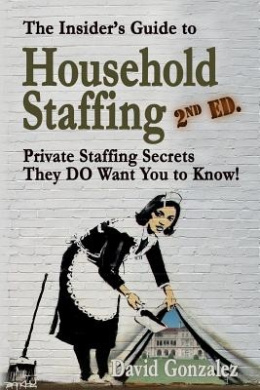 The Insider's Guide to
Household
Staffing 2ND ED.
Private Staffing Secrets
They DO Want You to Know!
David Gonzalez